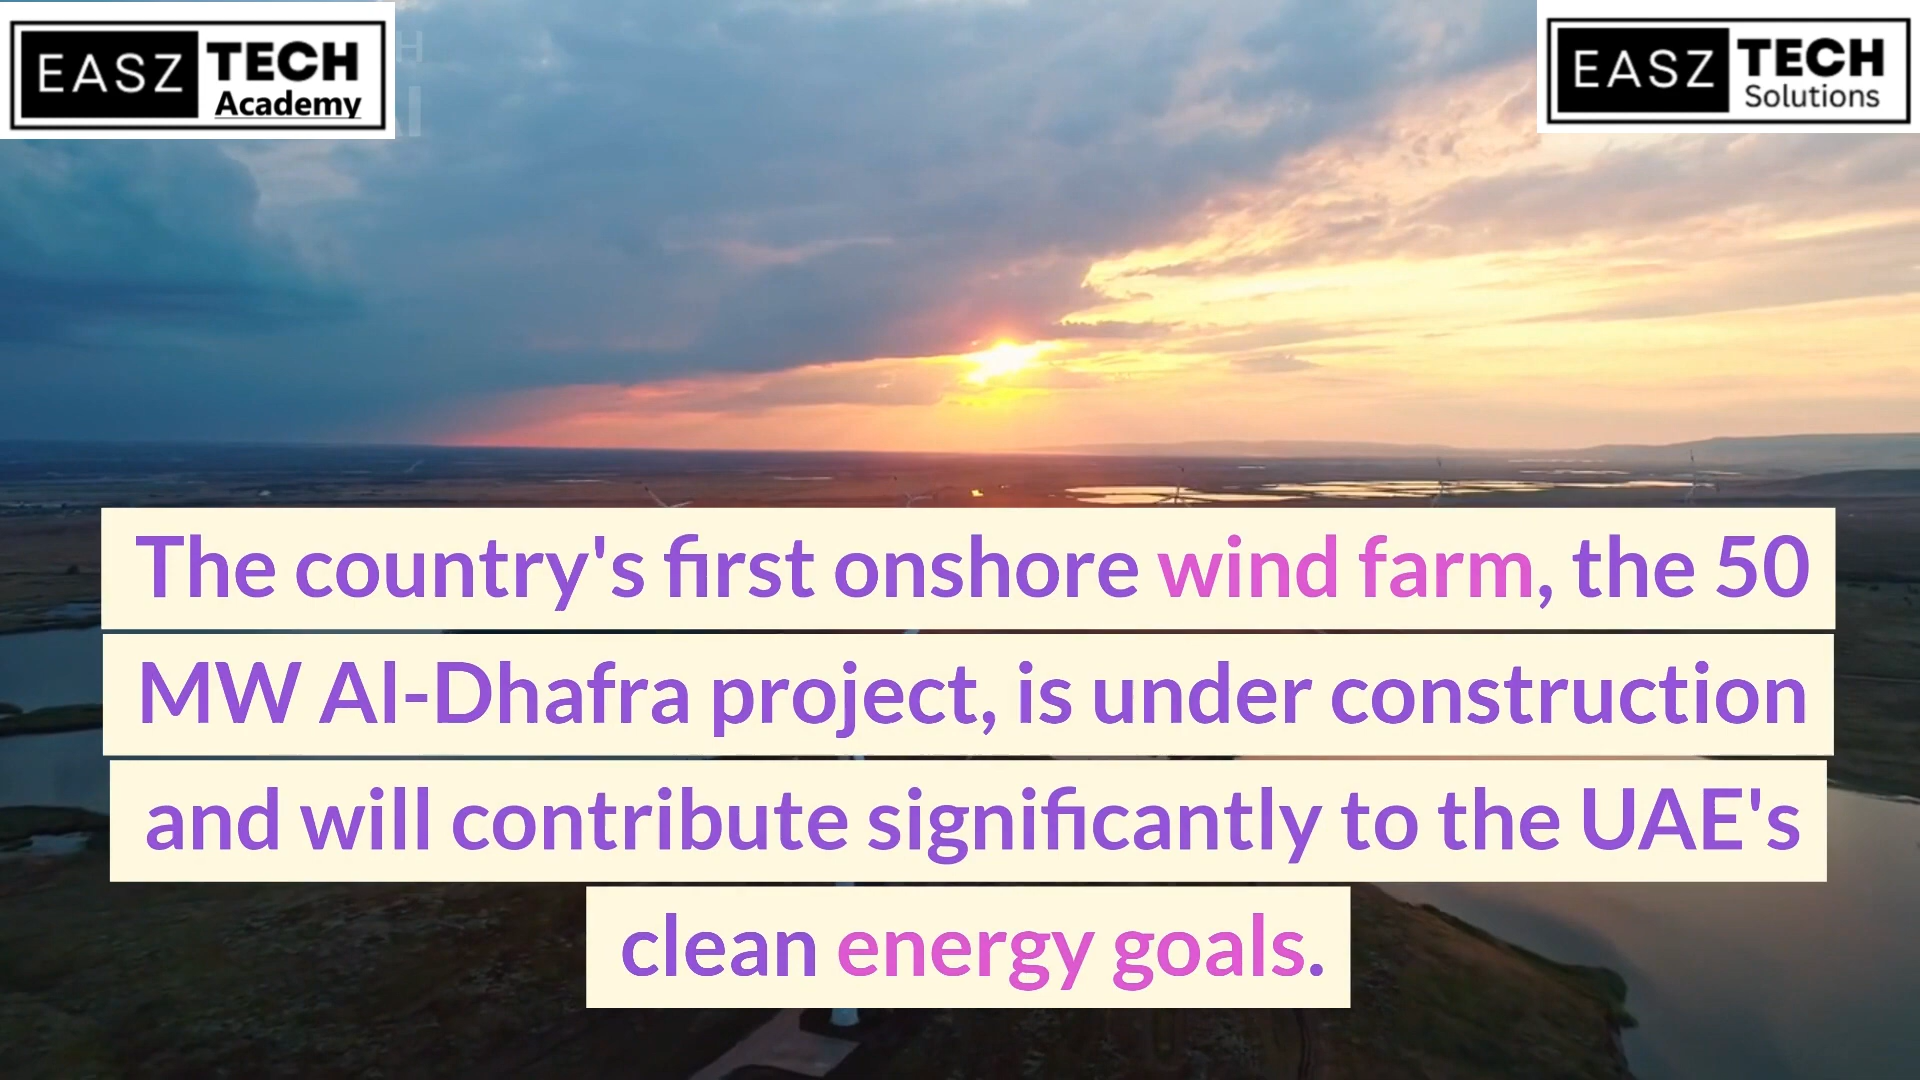 EASZ TECH
Academy
EASZ TECH
Solutions
The country's first onshore wind farm, the 50
MW Al-Dhafra project, is under construction
and will contribute significantly to the UAE's
clean energy goals.